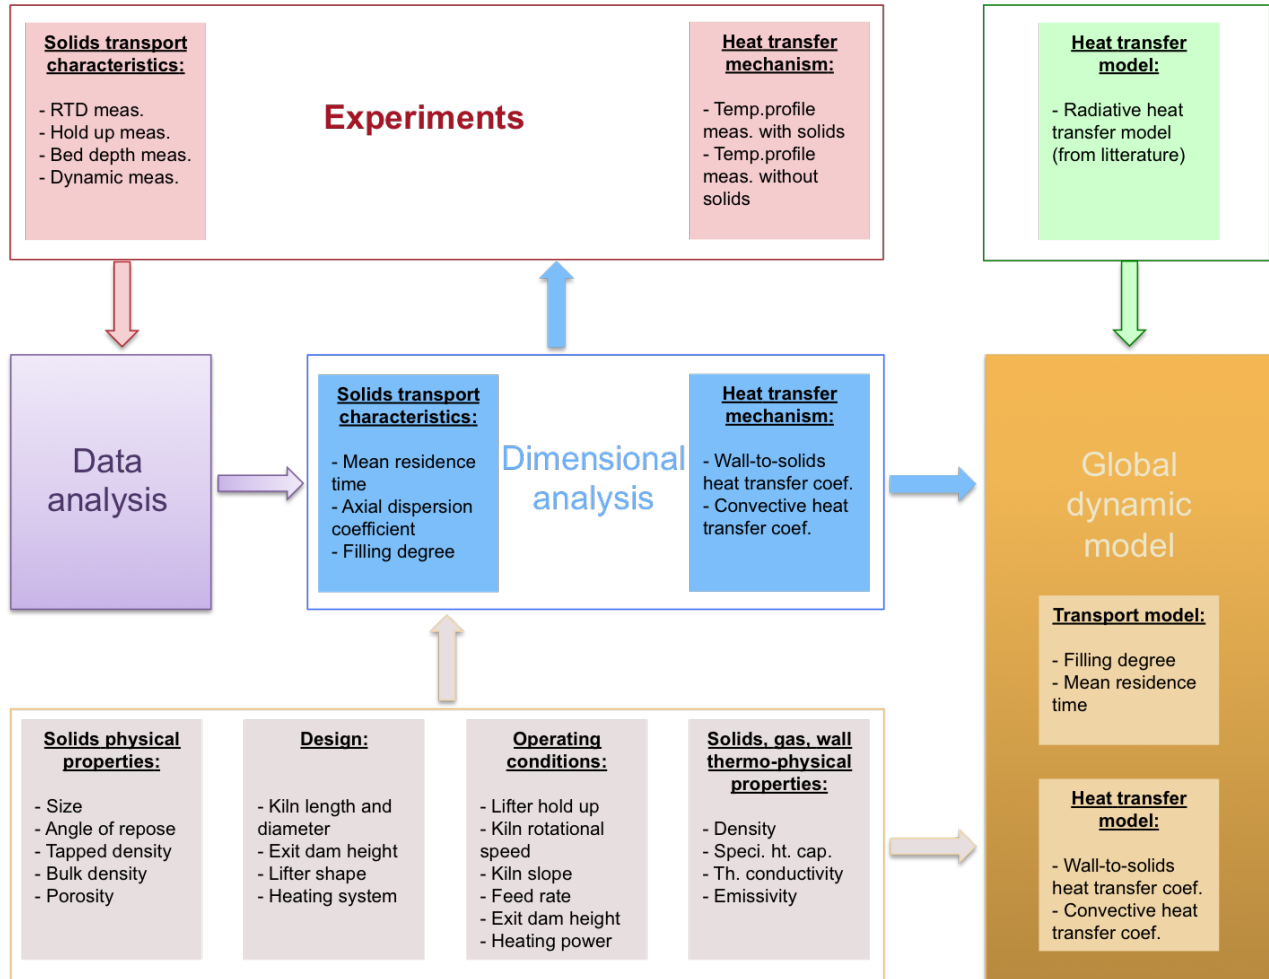 Solids transport
characteristics:
- RTD meas.
- Hold up meas.
- Bed depth meas.
- Dynamic meas.
Experiments
Heat transfer
mechanism:
- Temp.profile
meas. with solids
- Temp.profile
meas. without
solids
Heat transfer
model:
- Radiative heat
transfer model
(from litterature)
Data
analysis
Solids transport
characteristics:
- Mean residence
time
- Axial dispersion
coefficient
- Filling degree
Dimensional
analysis
Heat transfer
mechanism:
- Wall-to-solids
heat transfer coef.
- Convective heat
transfer coef.
Global
dynamic
model
Transport model:
- Filling degree
- Mean residence
time
Heat transfer
model:
- Wall-to-solids
heat transfer coef.
- Convective heat
transfer coef.
Solids physical
properties:
- Size
- Angle of repose
- Tapped density
- Bulk density
- Porosity
Design:
- Kiln length and
diameter
- Exit dam height
- Lifter shape
- Heating system
Operating
conditions:
- Lifter hold up
- Kiln rotational
speed
- Kiln slope
- Feed rate
- Exit dam height
- Heating power
Solids, gas, wall
thermo-physical
properties:
- Density
- Speci. ht. cap.
- Th. conductivity
- Emissivity